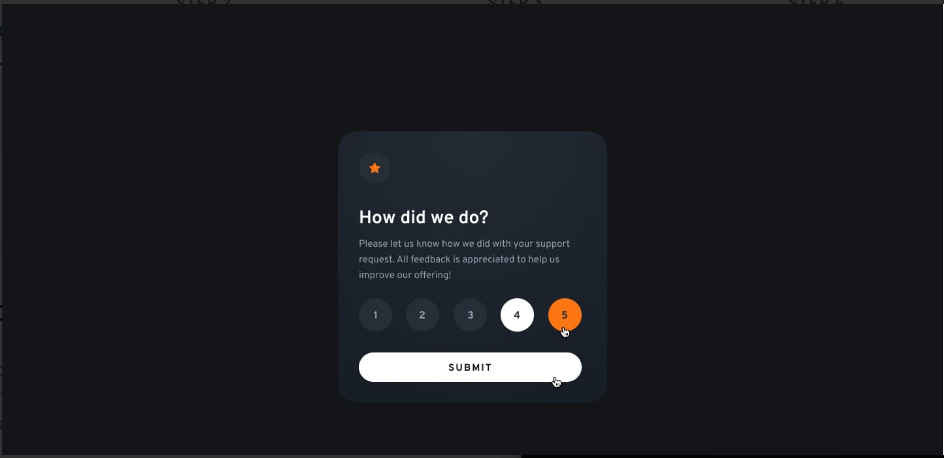 How did we do?
Please let us know how we did with your support
request. All feedback is appreciated to help us
improve our offering!
1 2 3 4 5
SUBMIT